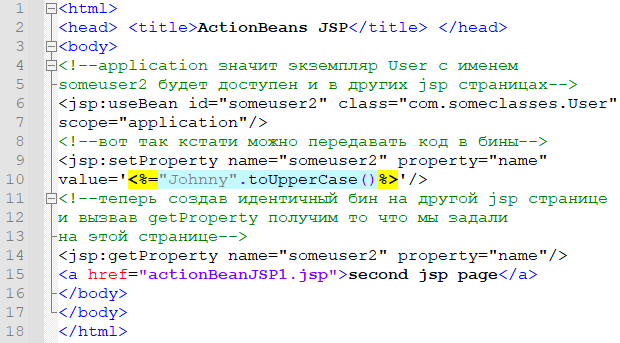 1 <html>
2 <head> <title>ActionBeans JSP</title> </head>
3 <body>
4 <!--application значит экземпляр User с именем
5 someuser2 будет доступен и в других jsp страницах-->
6 <jsp:useBean id="someuser2" class="com.someclasses.User"
7 scope="application"/>
8 <!--вот так кстати можно передавать код в бины-->
9 <jsp:setProperty name="someuser2" property="name"
10 value='<%="Johnny".toUpperCase()%>'/>
11 <!--теперь создав идентичный бин на другой jsp странице
12 и вызвав getProperty получим то что мы задали
13 на этой странице-->
14 <jsp:getProperty name="someuser2" property="name"/>
15 <a href="actionBeanJSP1.jsp">second jsp page</a>
16 </body>
17 </body>
18 </html>